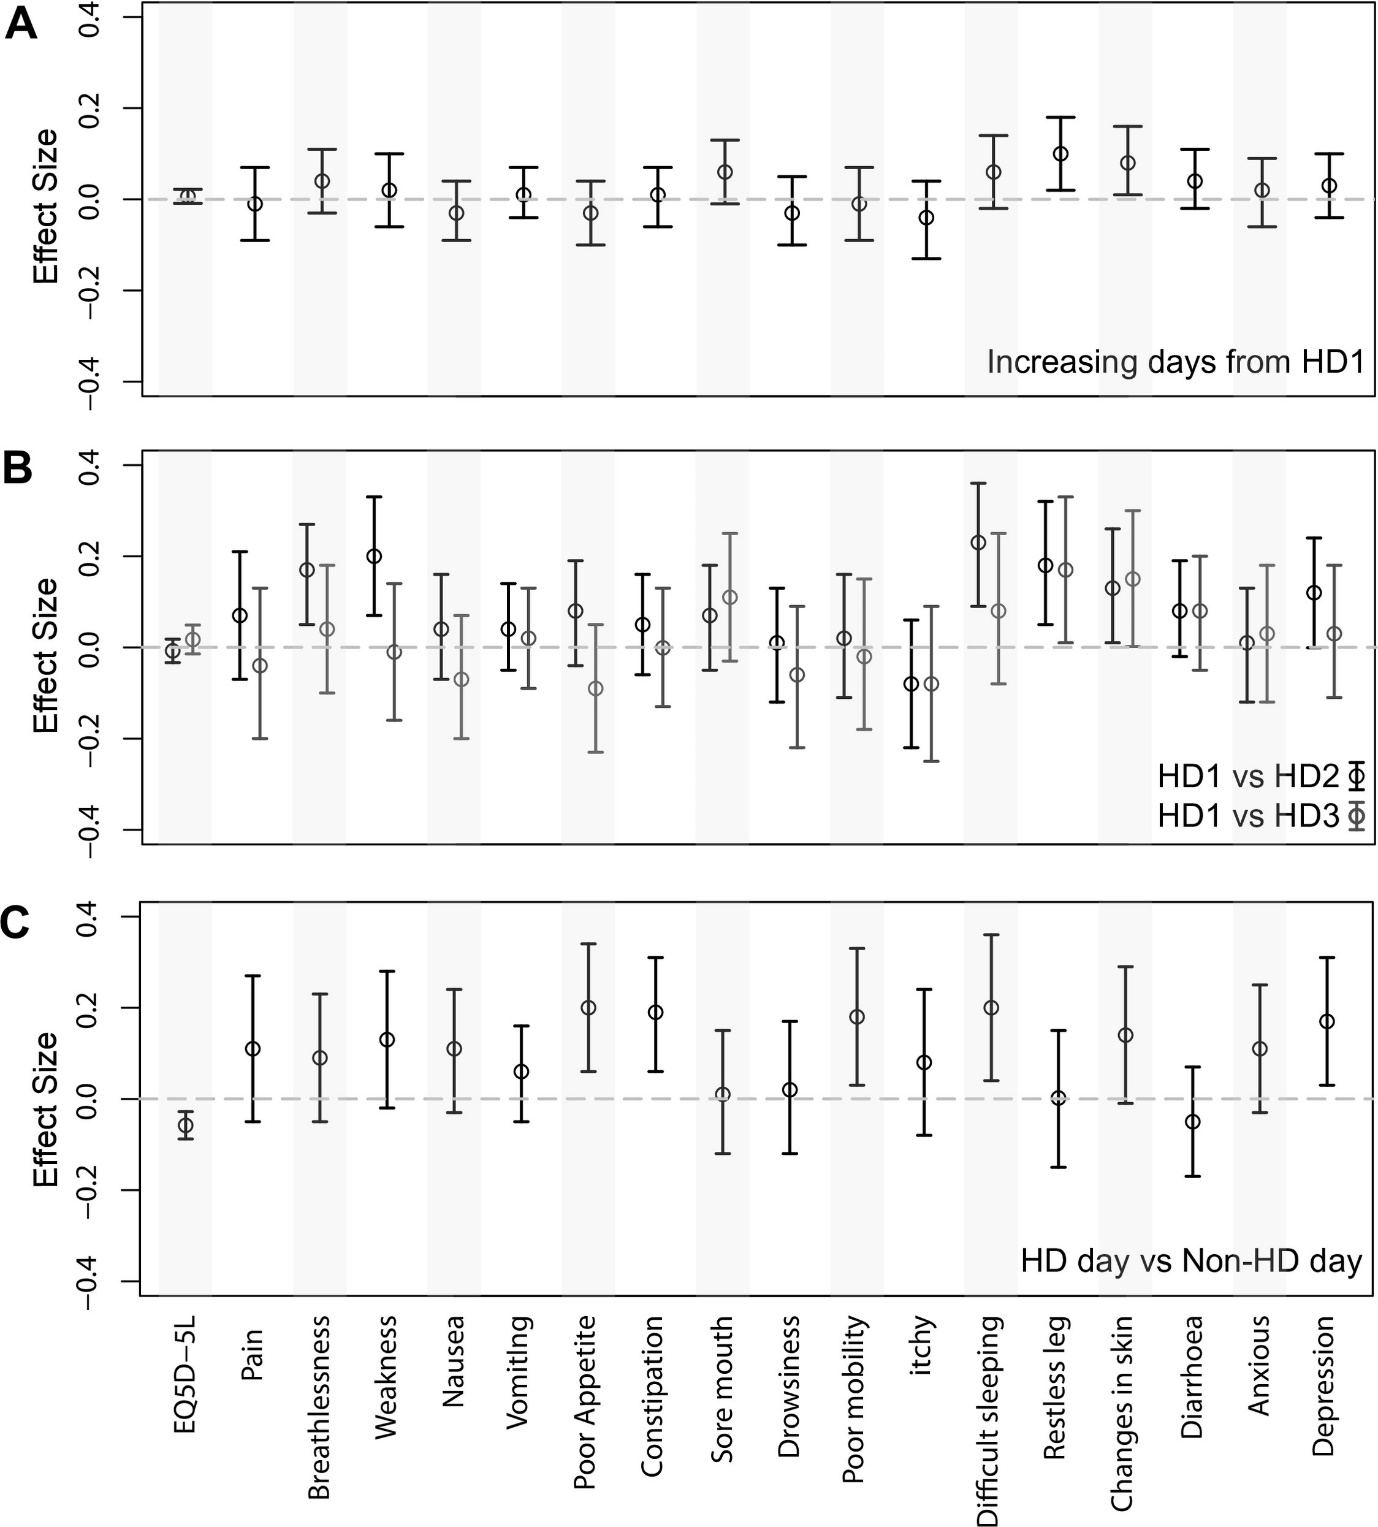 A
Effect Size
0.4
0.2
0.0
−0.2
−0.4
Increasing days from HD1
B
Effect Size
0.4
0.2
0.0
−0.2
−0.4
HD1 vs HD2
HD1 vs HD3
C
Effect Size
0.4
0.2
0.0
−0.2
−0.4
HD day vs Non-HD day
EQ5D−5L
Pain
Breathlessness
Weakness
Nausea
VomitIng
Poor Appetite
Constipation
Sore mouth
Drowsiness
Poor mobility
itchy
Difficult sleeping
Restless leg
Changes in skin
Diarrhoea
Anxious
Depression